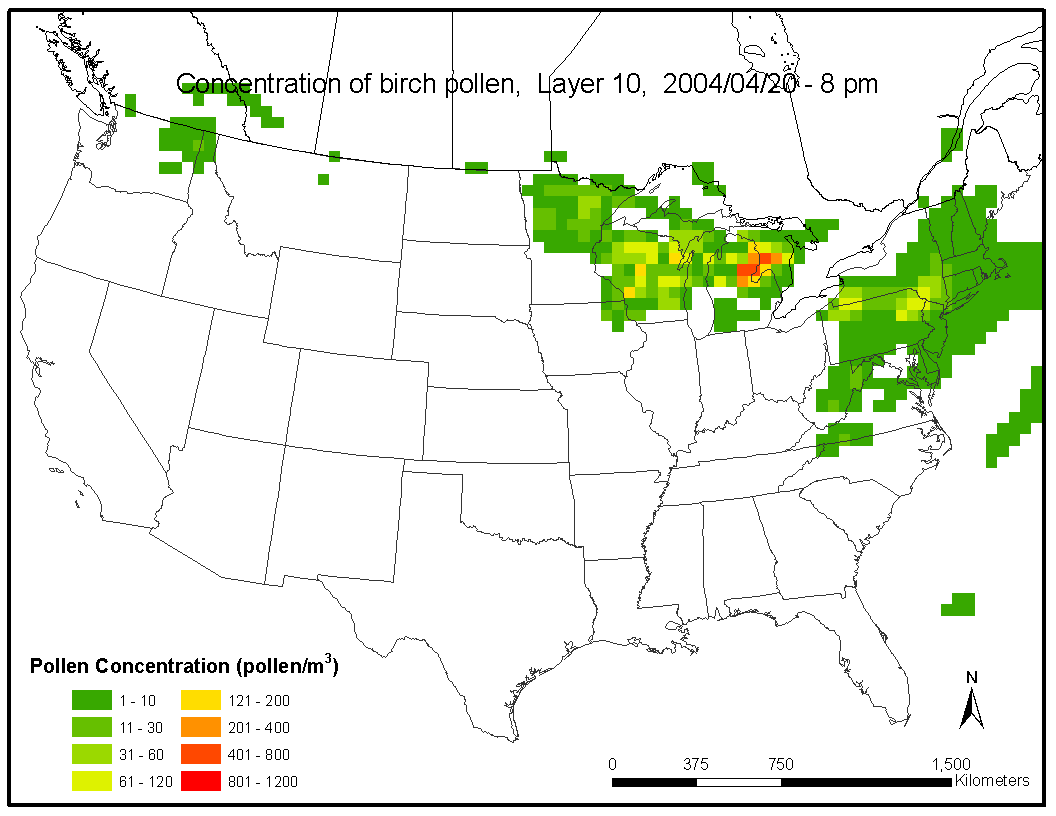 Concentration of birch pollen, Layer 10, 2004/04/20 - 8 pm
Pollen Concentration (pollen/m³)
1 - 10
11 - 30
31 - 60
61 - 120
121 - 200
201 - 400
401 - 800
801 - 1200
N
0 375 750 1,500
Kilometers